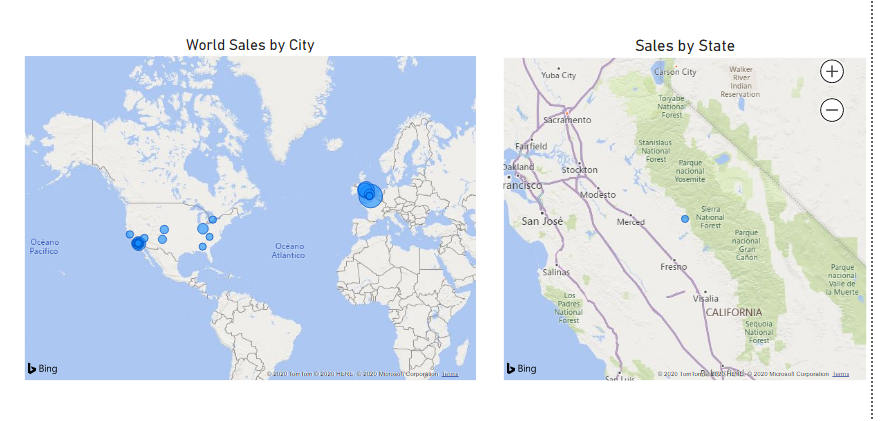 World Sales by City
Océano
Pacífico
Océano
Atlántico
Bing
© 2020 TomTom © 2020 HERE, © 2020 Microsoft Corporation Terms
Sales by State
Yuba City
Carson City
Walker
River
Indian
Reservation
Toiyabe
National
Forest
Sacramento
Fairfield
Stanislaus
National
Forest
Oakland
Stockton
Parque
nacional
Yosemite
rancisco
Modesto
Sierra
National
Forest
San José
Merced
Parque
nacional
Gran
Cañón
Salinas
Fresno
Parque
nacional
Valle de
la Muerte
Los
Padres
National
Forest
Visalia
CALIFORNIA
Sequoia
National
Forest
Bing
San Luis
© 2020 TomTom © 2020 HERE, © 2020 Microsoft Corporation Terms